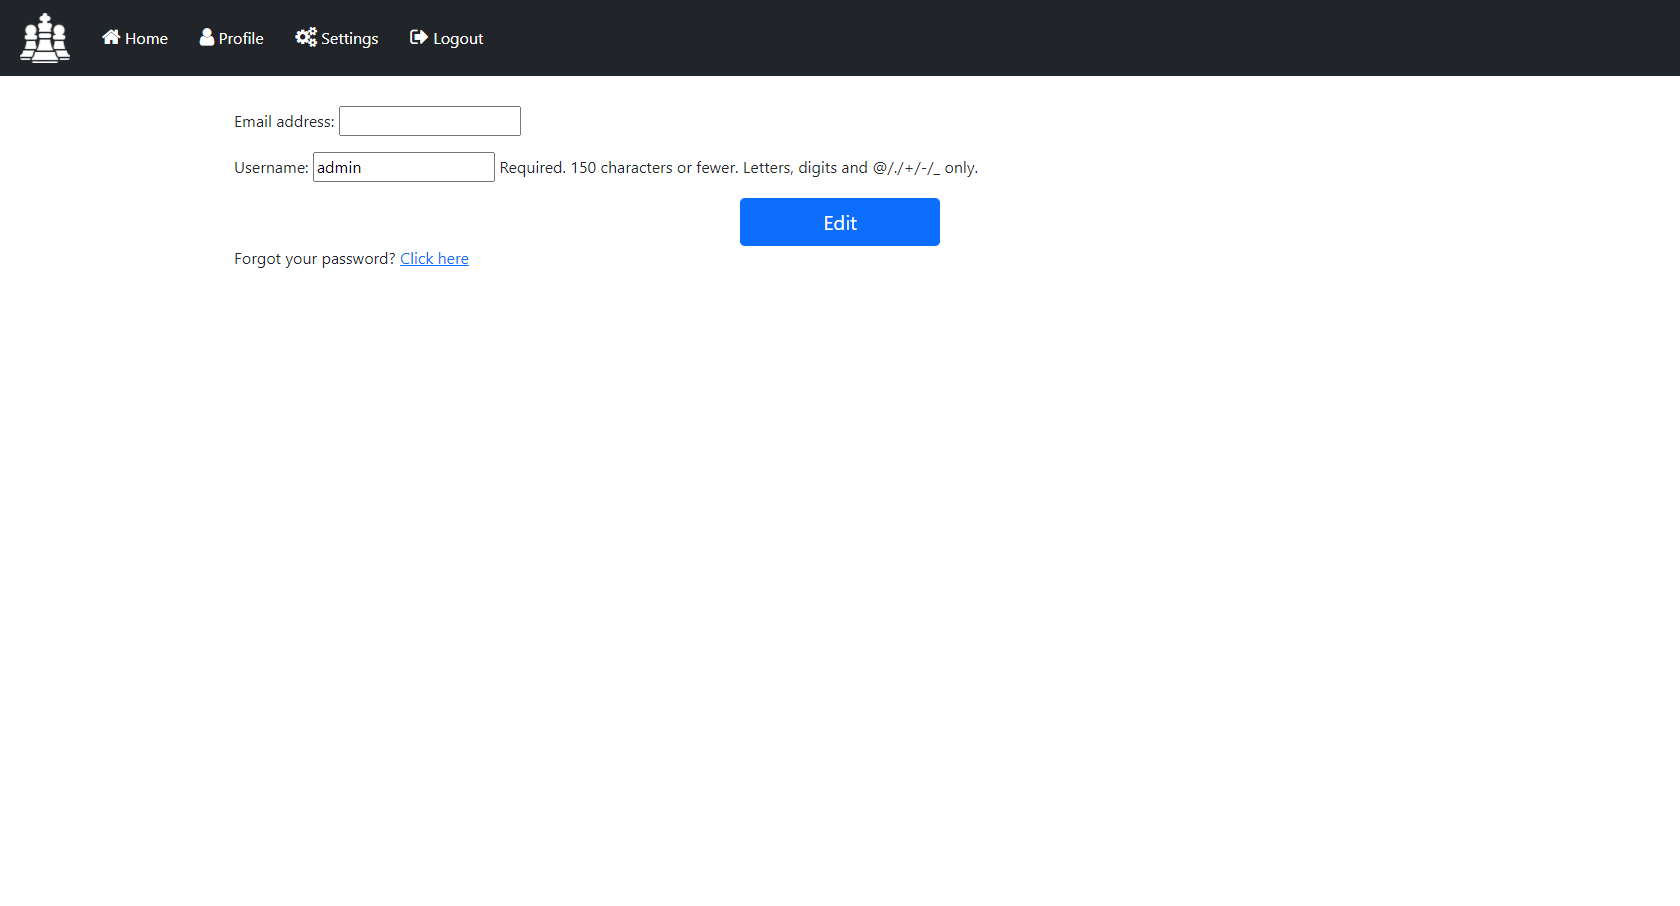 Home Profile Settings Logout
Email address:
Username: admin Required. 150 characters or fewer. Letters, digits and @/./+/-/_ only.
Edit
Forgot your password? Click here